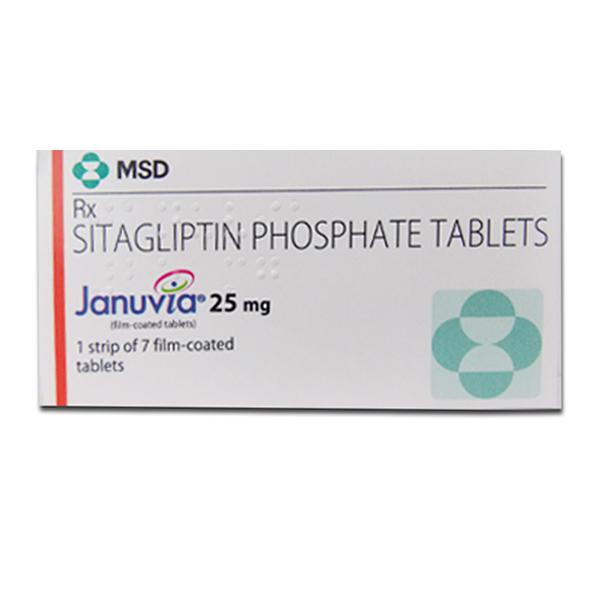 MSD
Rx
SITAGLIPTIN PHOSPHATE TABLETS
Januvia® 25 mg
(film-coated tablets)
1 strip of 7 film-coated
tablets